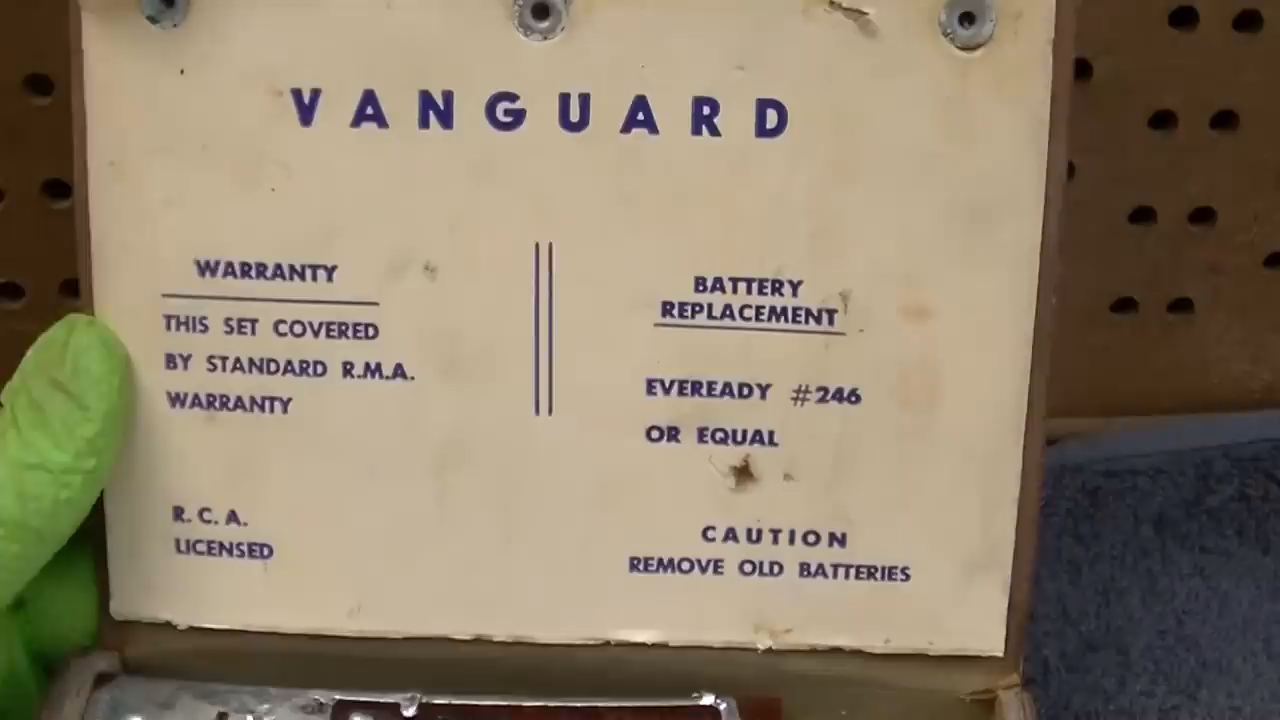 VANGUARD
WARRANTY
THIS SET COVERED
BY STANDARD R.M.A.
WARRANTY
R.C.A.
LICENSED
BATTERY
REPLACEMENT
EVEREADY #246
OR EQUAL
CAUTION
REMOVE OLD BATTERIES